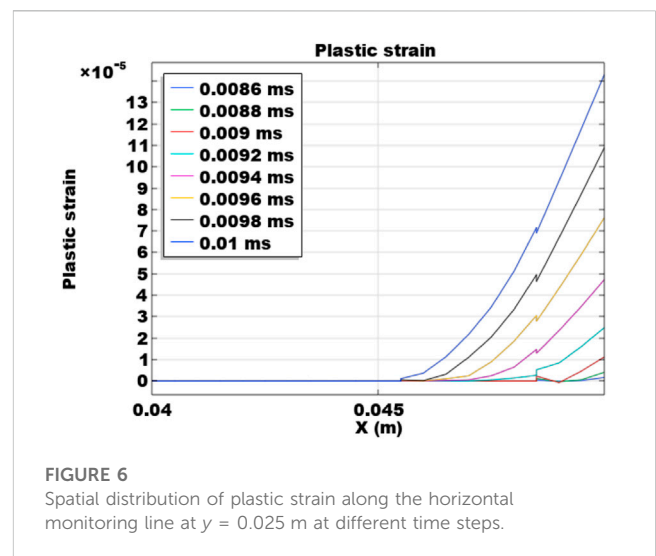 Plastic strain
×10⁻⁵
13
12
11
10
9
8
7
6
5
4
3
2
1
0
Plastic strain
0.0086 ms
0.0088 ms
0.009 ms
0.0092 ms
0.0094 ms
0.0096 ms
0.0098 ms
0.01 ms
0.04
0.045
X (m)
FIGURE 6
Spatial distribution of plastic strain along the horizontal
monitoring line at y = 0.025 m at different time steps.